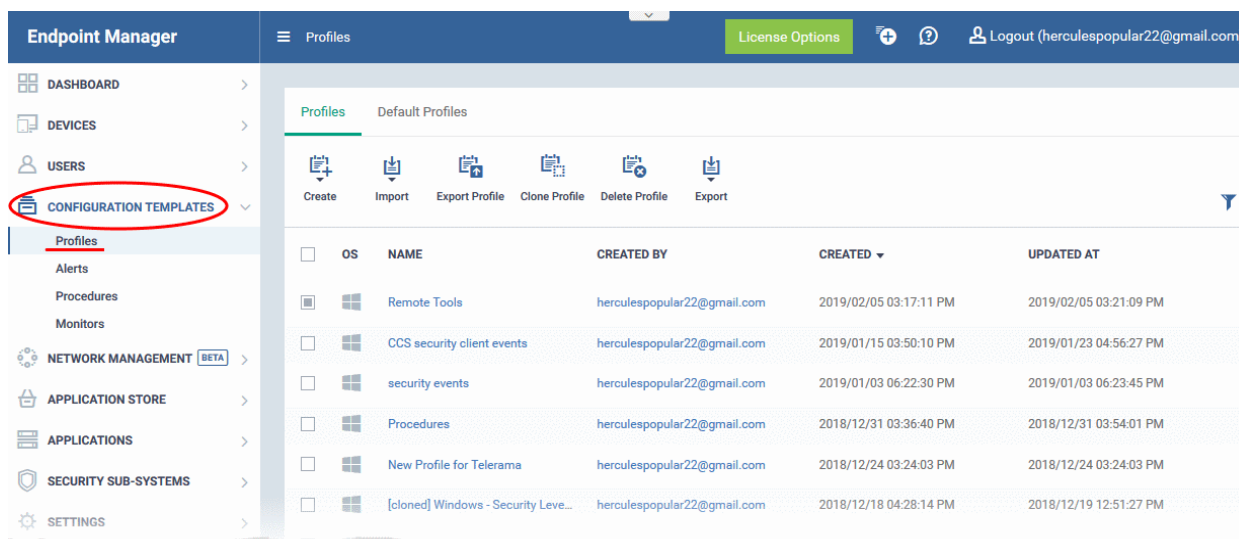 Endpoint Manager
Profiles
License Options
Logout (herculespopular22@gmail.com
DASHBOARD
DEVICES
USERS
CONFIGURATION TEMPLATES
Profiles
Alerts
Procedures
Monitors
NETWORK MANAGEMENT BETA
APPLICATION STORE
APPLICATIONS
SECURITY SUB-SYSTEMS
SETTINGS
Profiles Default Profiles
Create Import Export Profile Clone Profile Delete Profile Export
OS NAME CREATED BY CREATED UPDATED AT
Remote Tools herculespopular22@gmail.com 2019/02/05 03:17:11 PM 2019/02/05 03:21:09 PM
CCS security client events herculespopular22@gmail.com 2019/01/15 03:50:10 PM 2019/01/23 04:56:27 PM
security events herculespopular22@gmail.com 2019/01/03 06:22:30 PM 2019/01/03 06:23:45 PM
Procedures herculespopular22@gmail.com 2018/12/31 03:36:40 PM 2018/12/31 03:54:01 PM
New Profile for Telerama herculespopular22@gmail.com 2018/12/24 03:24:03 PM 2018/12/24 03:24:03 PM
[cloned] Windows - Security Leve... herculespopular22@gmail.com 2018/12/18 04:28:14 PM 2018/12/19 12:51:27 PM